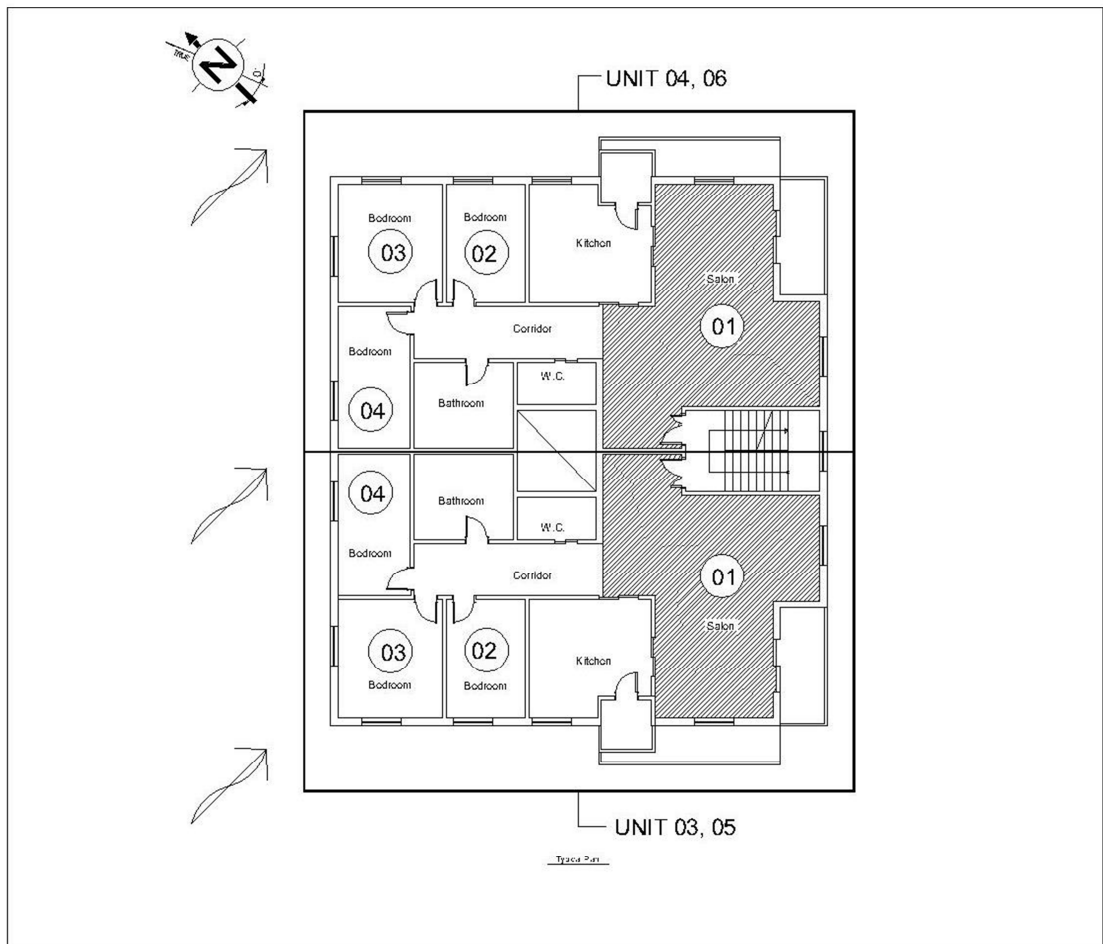 TRUE
N
UNIT 04, 06
Bedroom
03
Bedroom
02
Kitchen
Salon
01
Corridor
Bedroom
04
W.C.
Bathroom
04
Bedroom
Bathroom
W.C.
Corridor
01
Salon
03
Bedroom
02
Bedroom
Kitchen
UNIT 03, 05